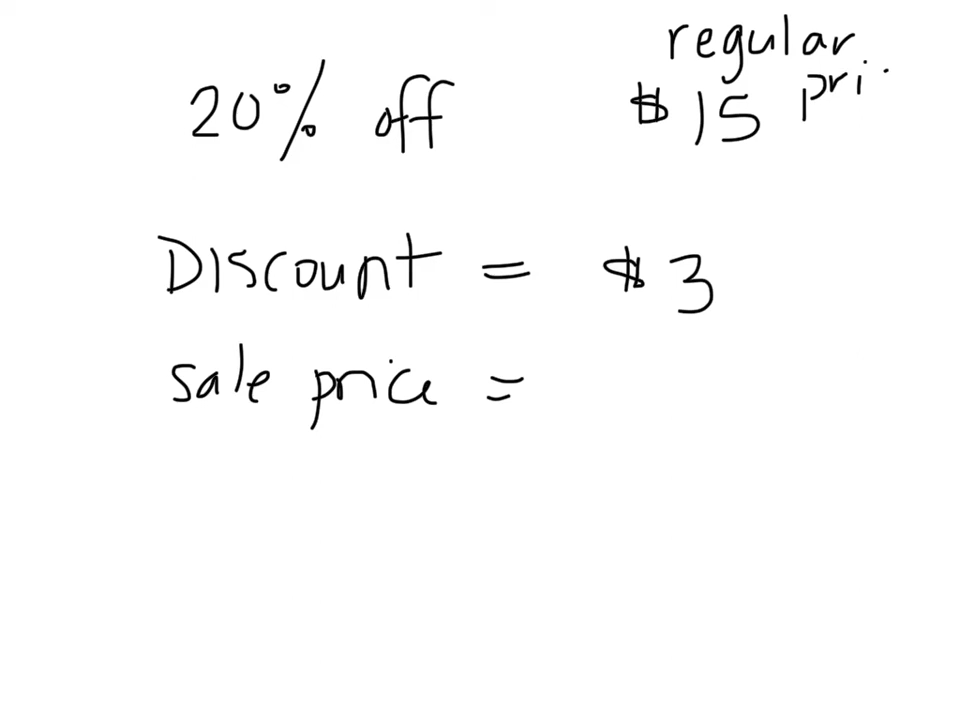 20% off
regular
$15 pri
Discount = $3
sale price =